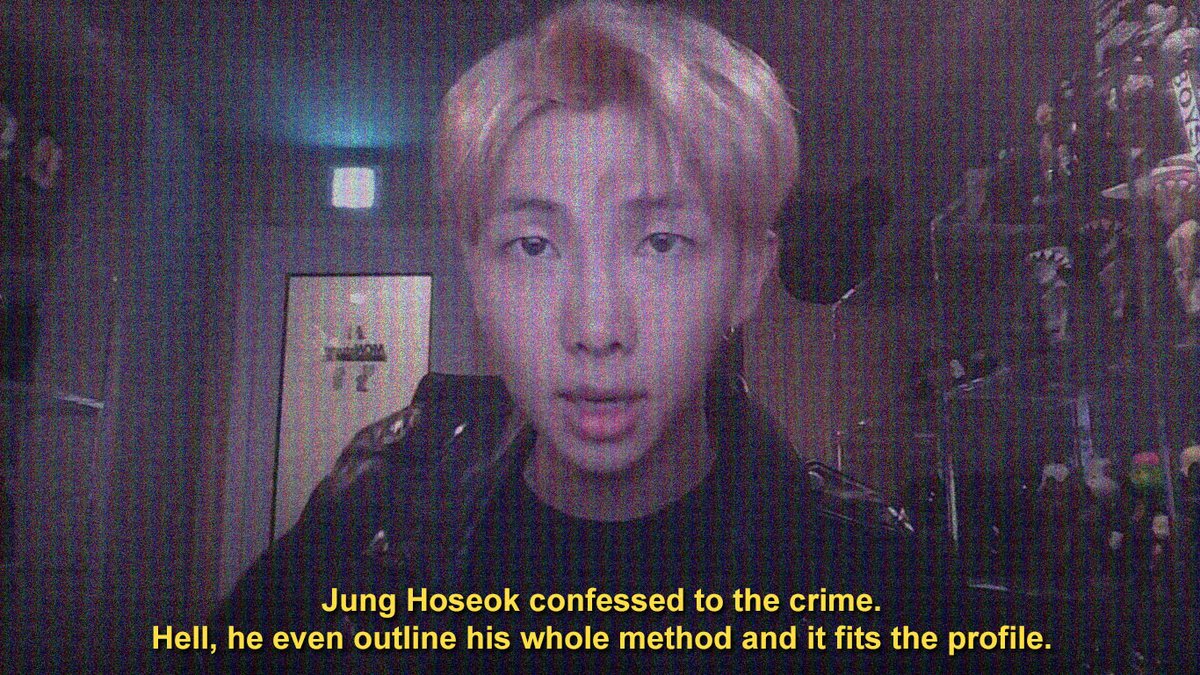 Jung Hoseok confessed to the crime.
Hell, he even outline his whole method and it fits the profile.